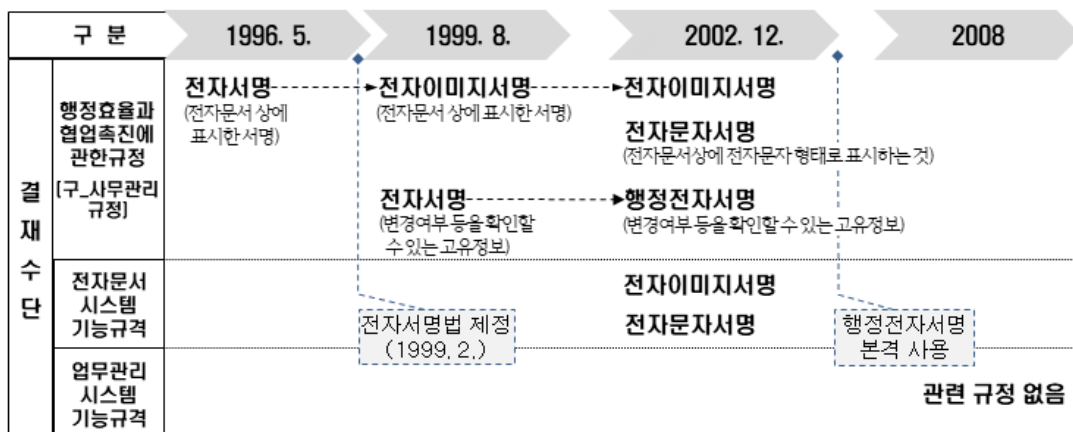 구 분
1996. 5.
1999. 8.
2002. 12.
2008
결
재
수
단
행정효율과
협업촉진에
관한규정
[구_사무관리
규정]
전자서명
(전자문서 상에
표시한 서명)
전자이미지서명
(전자문서 상에 표시한 서명)
전자이미지서명
전자문자서명
(전자문서상에 전자문자 형태로 표시하는 것)
전자서명
(변경여부 등을 확인할
수 있는 고유정보)
행정전자서명
(변경여부 등을 확인할 수 있는 고유정보)
전자문서
시스템
기능규격
전자이미지서명
전자문자서명
전자서명법 제정
(1999. 2.)
행정전자서명
본격 사용
업무관리
시스템
기능규격
관련 규정 없음